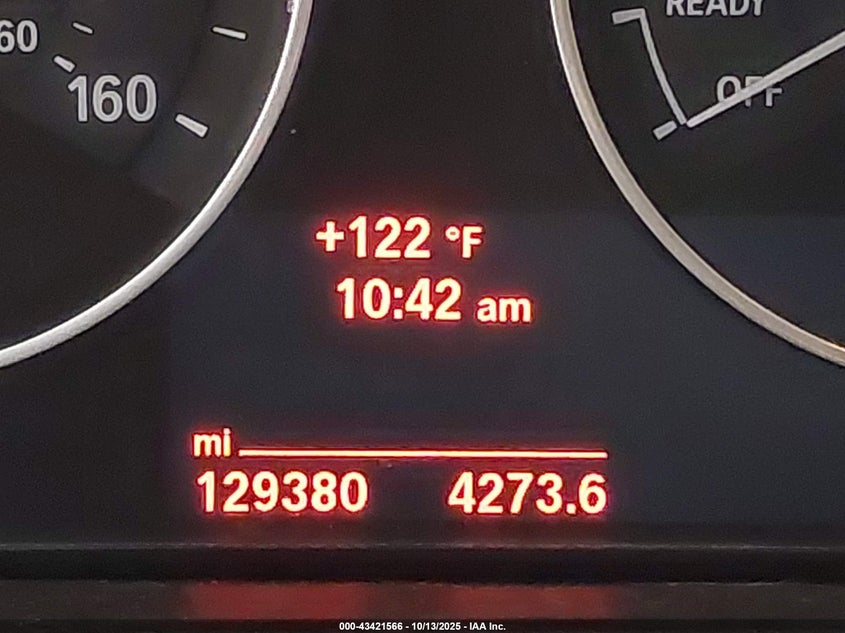 READY
60
160
OFF
+122 °F
10:42 am
mi
129380 4273.6
000-43421566 - 10/13/2025 - IAA Inc.